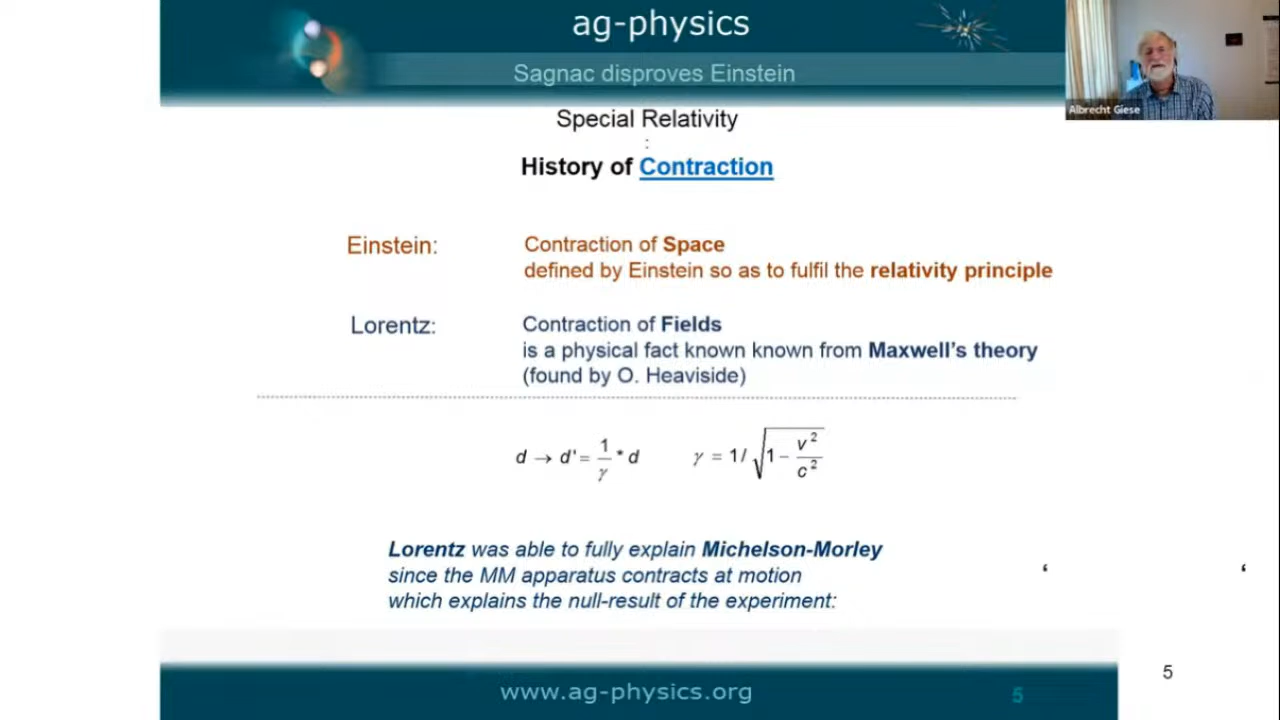 ag-physics
Sagnac disproves Einstein
Albrecht Giese
Special Relativity
:
History of Contraction
Einstein:
Contraction of Space
defined by Einstein so as to fulfil the relativity principle
Lorentz:
Contraction of Fields
is a physical fact known known from Maxwell's theory
(found by O. Heaviside)
d → d' = 1/γ * d    γ = 1/√(1 − v²/c²)
Lorentz was able to fully explain Michelson-Morley
since the MM apparatus contracts at motion
which explains the null-result of the experiment:
‘ ‘
www.ag-physics.org
5
5